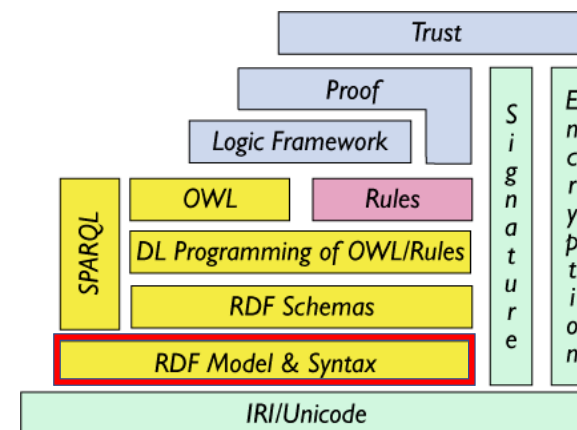 Trust
Proof
Logic Framework
Signature
Encryption
SPARQL
OWL
Rules
DL Programming of OWL/Rules
RDF Schemas
RDF Model & Syntax
IRI/Unicode